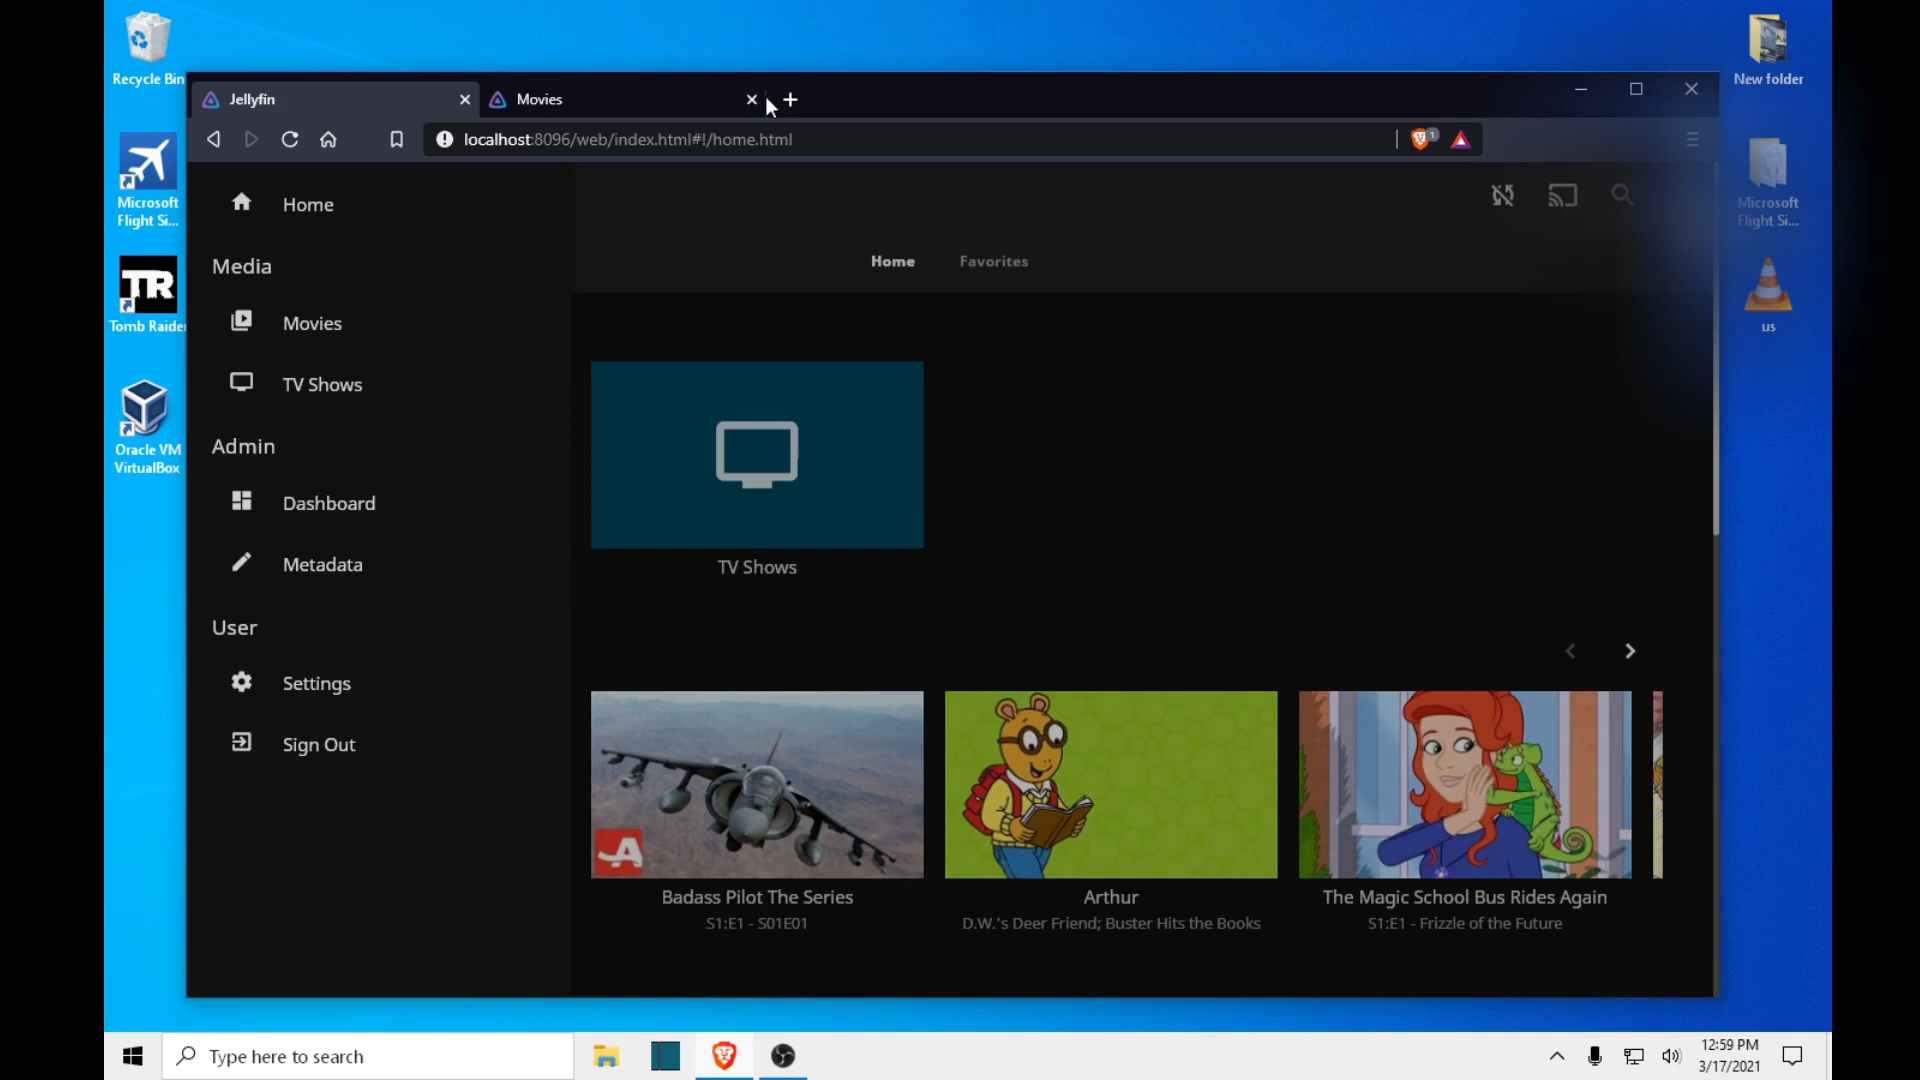 Recycle Bin
Microsoft
Flight Si...
TR
Tomb Raide
Oracle VM
VirtualBox
New folder
Microsoft
Flight Si...
us
Jellyfin
Movies
localhost:8096/web/index.html#!/home.html
1
Home
Media
Movies
TV Shows
Admin
Dashboard
Metadata
User
Settings
Sign Out
Home
Favorites
TV Shows
Badass Pilot The Series
S1:E1 - S01E01
Arthur
D.W.'s Deer Friend; Buster Hits the Books
The Magic School Bus Rides Again
S1:E1 - Frizzle of the Future
Type here to search
12:59 PM
3/17/2021